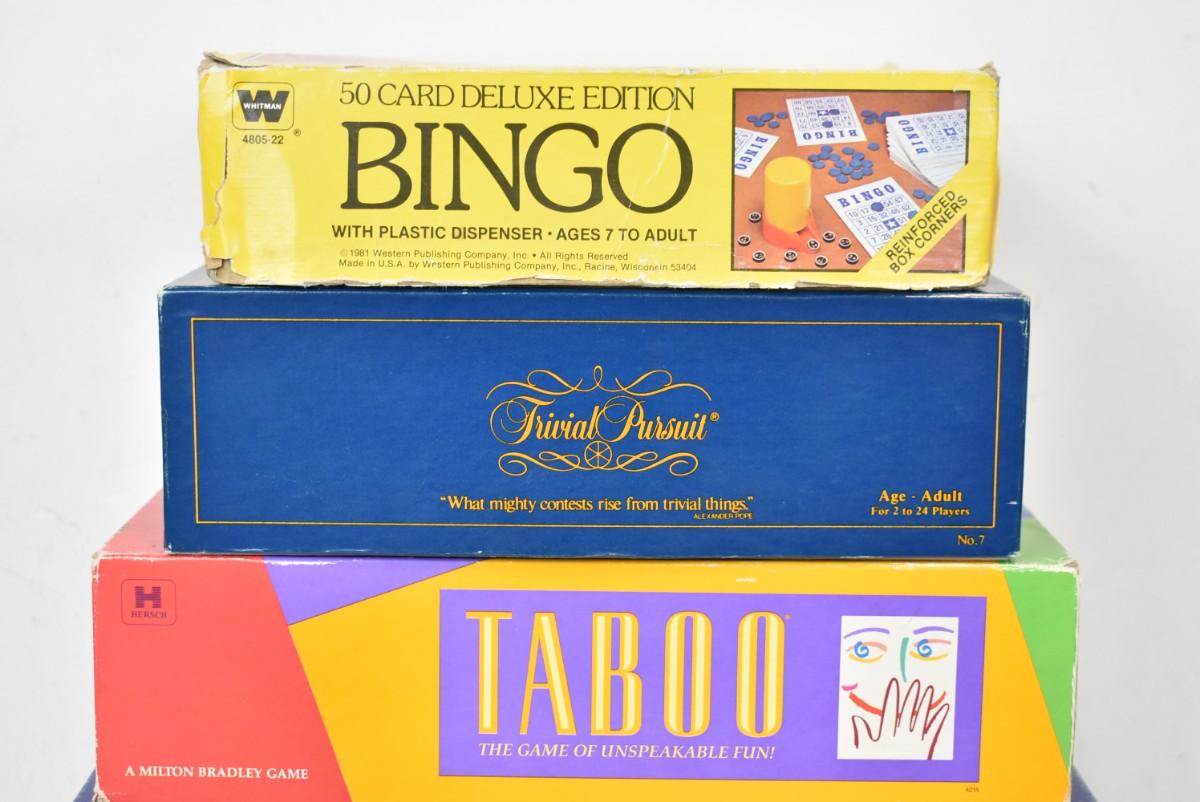 WHITMAN
4805-22
®
50 CARD DELUXE EDITION
BINGO
WITH PLASTIC DISPENSER • AGES 7 TO ADULT
© 1981 Western Publishing Company, Inc. • All Rights Reserved
Made in U.S.A. by Western Publishing Company, Inc., Racine, Wisconsin 53404
BINGO
BINGO
BINGO
BINGO
REINFORCED
BOX CORNERS
Trivial Pursuit®
"What mighty contests rise from trivial things."
ALEXANDER POPE
Age - Adult
For 2 to 24 Players
No. 7
H
HERSCH
TABOO®
THE GAME OF UNSPEAKABLE FUN!
A MILTON BRADLEY GAME
4015